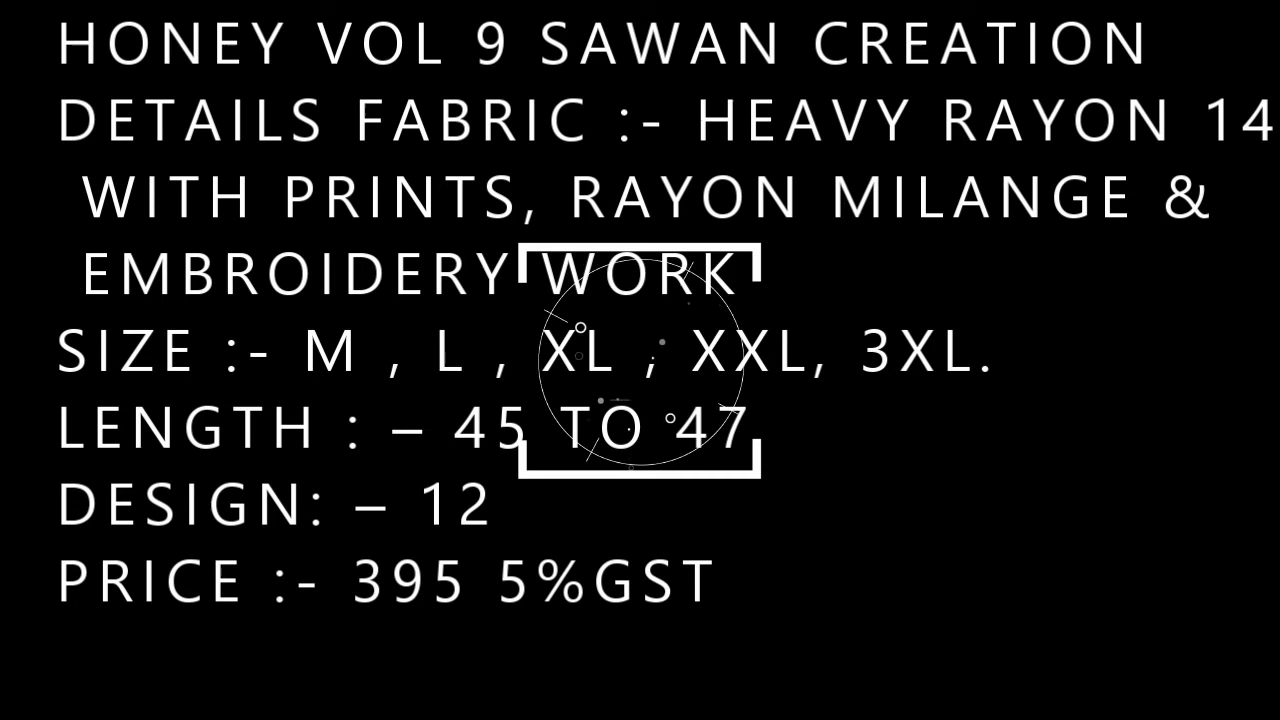 HONEY VOL 9 SAWAN CREATION
DETAILS FABRIC :- HEAVY RAYON 14
WITH PRINTS, RAYON MILANGE &
EMBROIDERY WORK
SIZE :- M , L , XL , XXL, 3XL.
LENGTH : – 45 TO 47
DESIGN: – 12
PRICE :- 395 5%GST